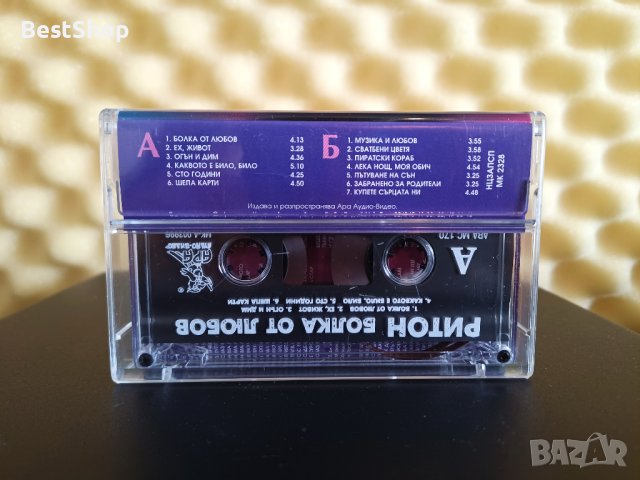 BestShop
А
1. БОЛКА ОТ ЛЮБОВ 4.13
2. ЕХ, ЖИВОТ 3.28
3. ОГЪН И ДИМ 4.36
4. КАКВОТО Е БИЛО, БИЛО 5.10
5. СТО ГОДИНИ 4.25
6. ШЕПА КАРТИ 4.50
Б
1. МУЗИКА И ЛЮБОВ 3.55
2. СВАТБЕНИ ЦВЕТЯ 3.58
3. ПИРАТСКИ КОРАБ 3.52
4. ЛЕКА НОЩ, МОЯ ОБИЧ 4.54
5. ПЪТУВАНЕ НА СЪН 3.25
6. ЗАБРАНЕНО ЗА РОДИТЕЛИ 3.25
7. КУПЕТЕ СЪРЦАТА НИ 4.48
НЦЗАПСП
МК 2328
Издава и разпространява Ара Аудио-Видео.
А
ARA MC 170
РИТОН БОЛКА ОТ ЛЮБОВ
1. БОЛКА ОТ ЛЮБОВ 2. ЕХ, ЖИВОТ 3. ОГЪН И ДИМ
4. КАКВОТО Е БИЛО, БИЛО 5. СТО ГОДИНИ 6. ШЕПА КАРТИ
BAZAR